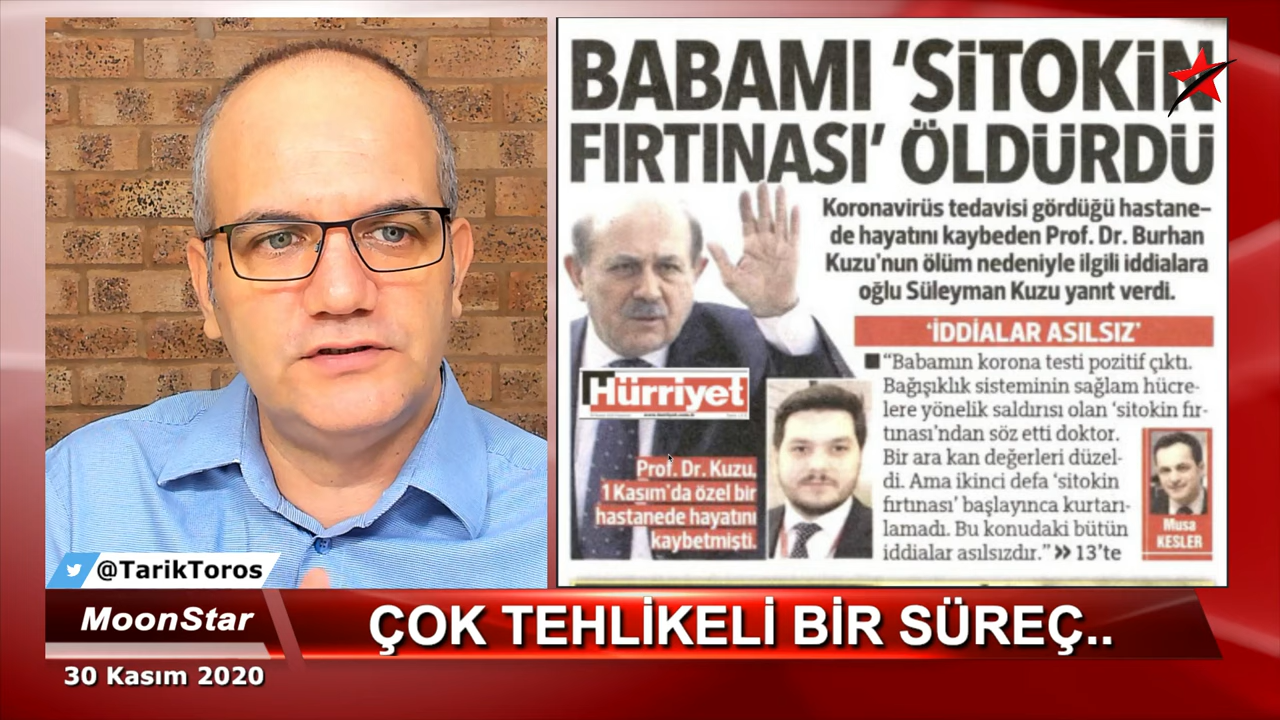 BABAMI ‘SİTOKİN
FIRTINASI’ ÖLDÜRDÜ
Koronavirüs tedavisi gördüğü hastane–
de hayatını kaybeden Prof. Dr. Burhan
Kuzu'nun ölüm nedeniyle ilgili iddialara
oğlu Süleyman Kuzu yanıt verdi.
‘İDDİALAR ASILSIZ’
■ “Babamın korona testi pozitif çıktı.
Bağışıklık sisteminin sağlam hücre-
lere yönelik saldırısı olan ‘sitokin fır-
tınası’ndan söz etti doktor.
Bir ara kan değerleri düzel-
di. Ama ikinci defa ‘sitokin
fırtınası’ başlayınca kurtarı-
lamadı. Bu konudaki bütün
iddialar asılsızdır.” >> 13’te
Musa
KESLER
Hürriyet
Prof. Dr. Kuzu,
1 Kasım'da özel bir
hastanede hayatını
kaybetmişti.
@TarikToros
MoonStar
ÇOK TEHLİKELİ BİR SÜREÇ..
30 Kasım 2020